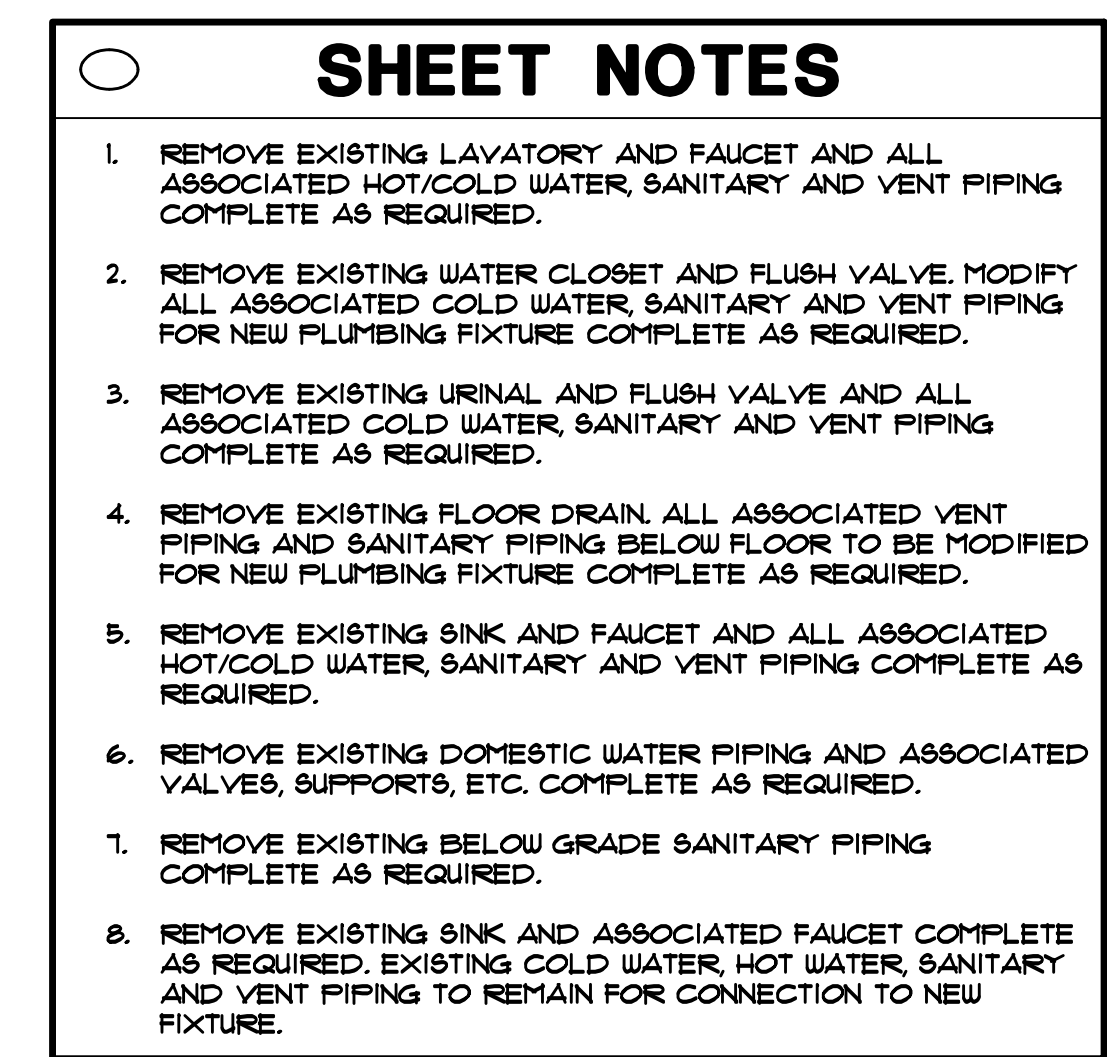 SHEET NOTES
1. REMOVE EXISTING LAVATORY AND FAUCET AND ALL
ASSOCIATED HOT/COLD WATER, SANITARY AND VENT PIPING
COMPLETE AS REQUIRED.
2. REMOVE EXISTING WATER CLOSET AND FLUSH VALVE. MODIFY
ALL ASSOCIATED COLD WATER, SANITARY AND VENT PIPING
FOR NEW PLUMBING FIXTURE COMPLETE AS REQUIRED.
3. REMOVE EXISTING URINAL AND FLUSH VALVE AND ALL
ASSOCIATED COLD WATER, SANITARY AND VENT PIPING
COMPLETE AS REQUIRED.
4. REMOVE EXISTING FLOOR DRAIN. ALL ASSOCIATED VENT
PIPING AND SANITARY PIPING BELOW FLOOR TO BE MODIFIED
FOR NEW PLUMBING FIXTURE COMPLETE AS REQUIRED.
5. REMOVE EXISTING SINK AND FAUCET AND ALL ASSOCIATED
HOT/COLD WATER, SANITARY AND VENT PIPING COMPLETE AS
REQUIRED.
6. REMOVE EXISTING DOMESTIC WATER PIPING AND ASSOCIATED
VALVES, SUPPORTS, ETC. COMPLETE AS REQUIRED.
7. REMOVE EXISTING BELOW GRADE SANITARY PIPING
COMPLETE AS REQUIRED.
8. REMOVE EXISTING SINK AND ASSOCIATED FAUCET COMPLETE
AS REQUIRED. EXISTING COLD WATER, HOT WATER, SANITARY
AND VENT PIPING TO REMAIN FOR CONNECTION TO NEW
FIXTURE.